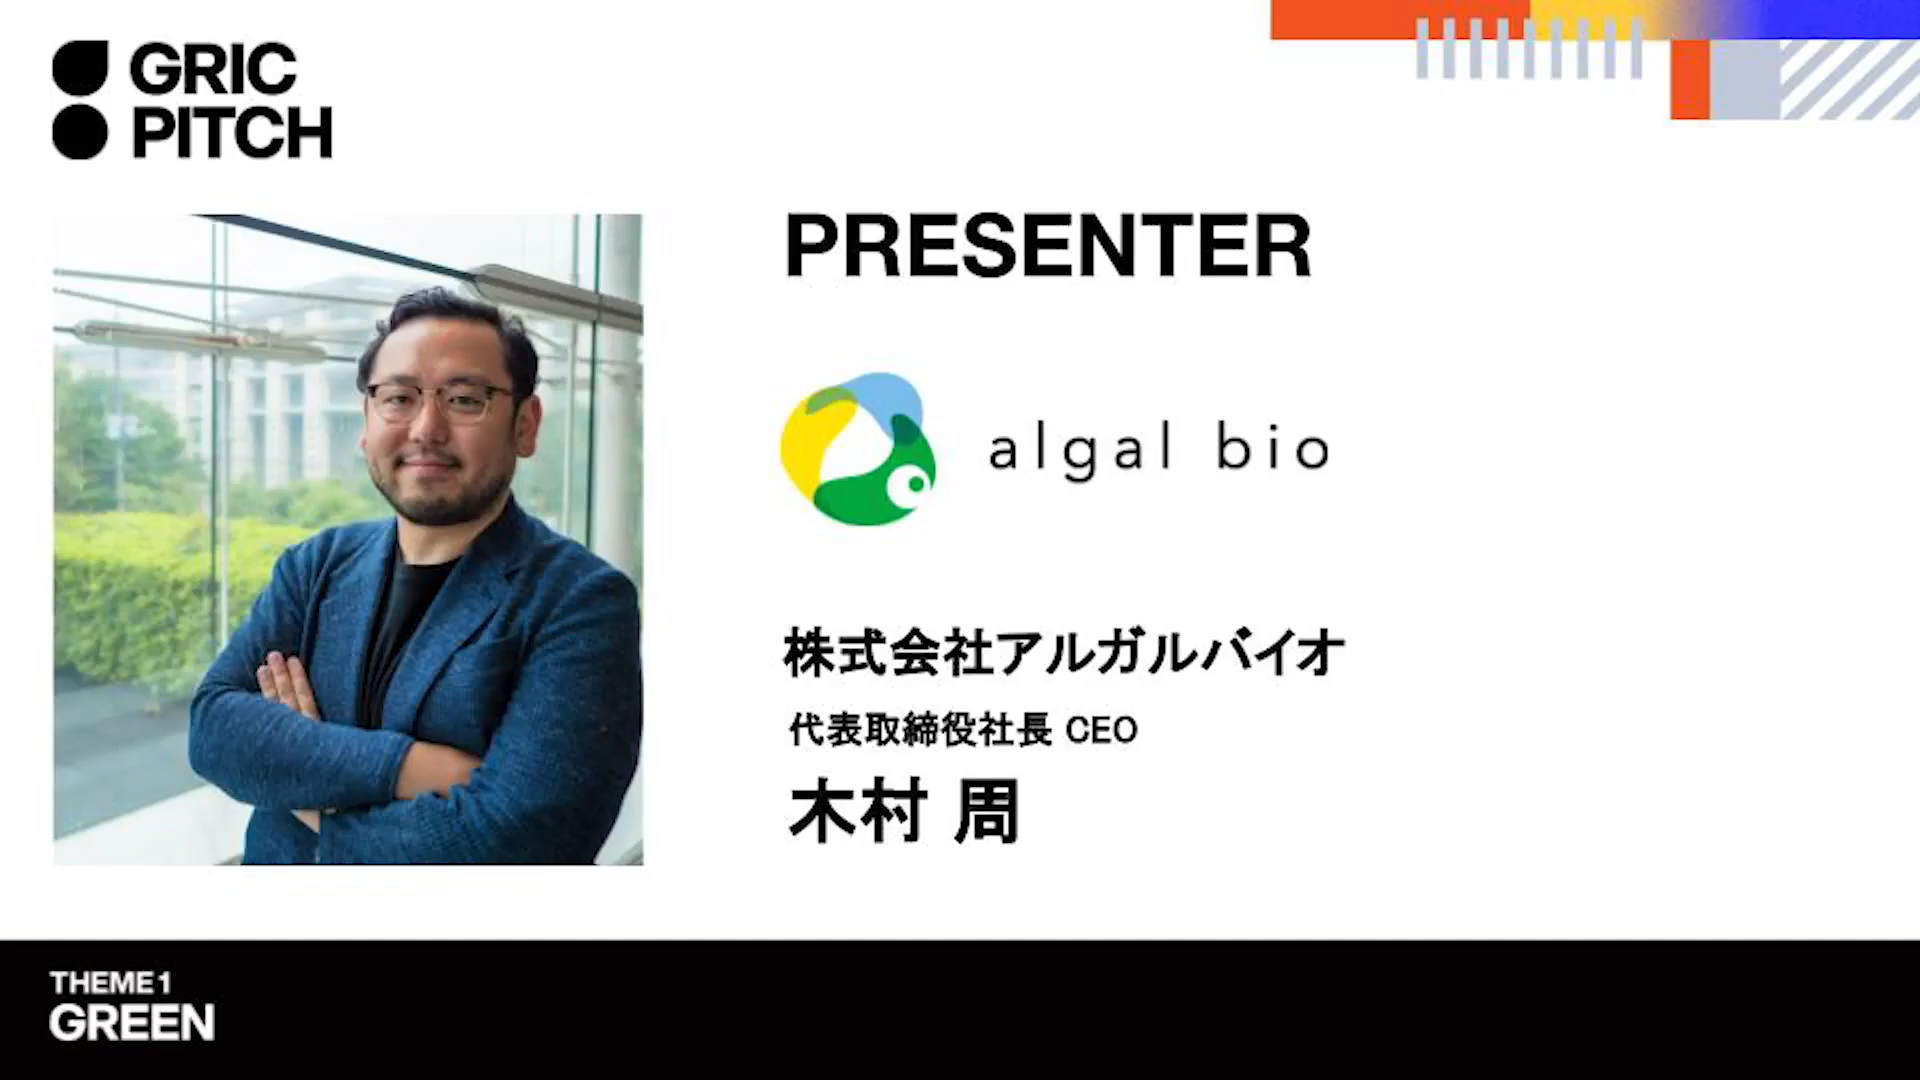 GRIC
PITCH
PRESENTER
algal bio
株式会社アルガルバイオ
代表取締役社長 CEO
木村 周
THEME 1
GREEN